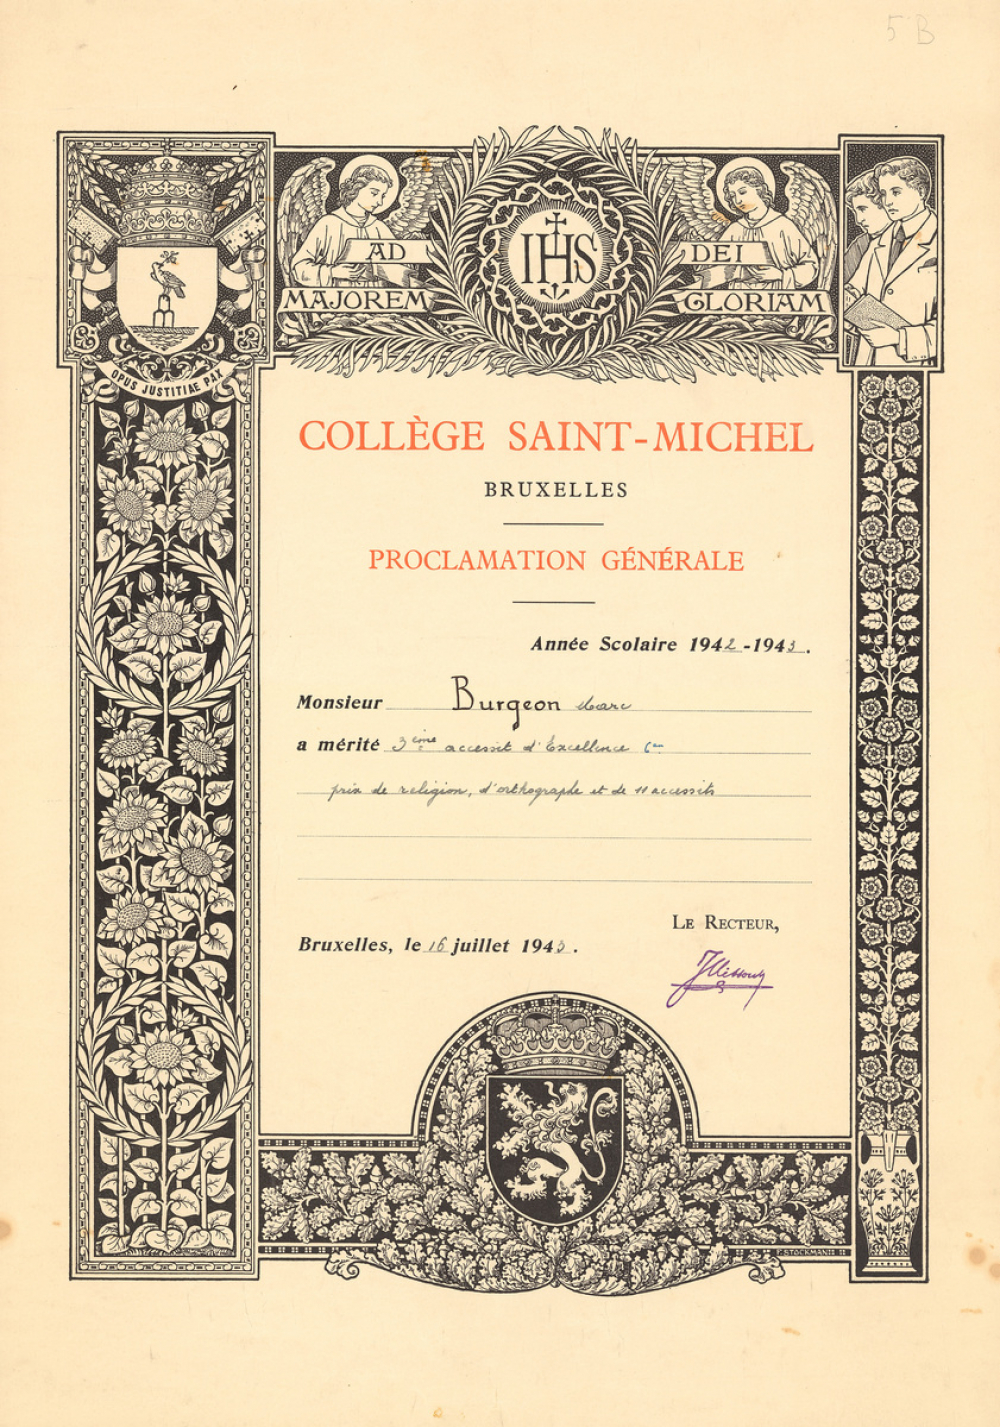 5 B
AD
MAJOREM
IHS
DEI
GLORIAM
OPUS JUSTITIAE PAX
COLLÈGE SAINT-MICHEL
BRUXELLES
PROCLAMATION GÉNÉRALE
Année Scolaire 1942-1943.
Monsieur Burgeon Marc
a mérité 3ème accessit d'Excellence
prix de religion, d'orthographe et de 11 accessits
LE RECTEUR,
Bruxelles, le 16 juillet 1943.
F. STOCKMAN